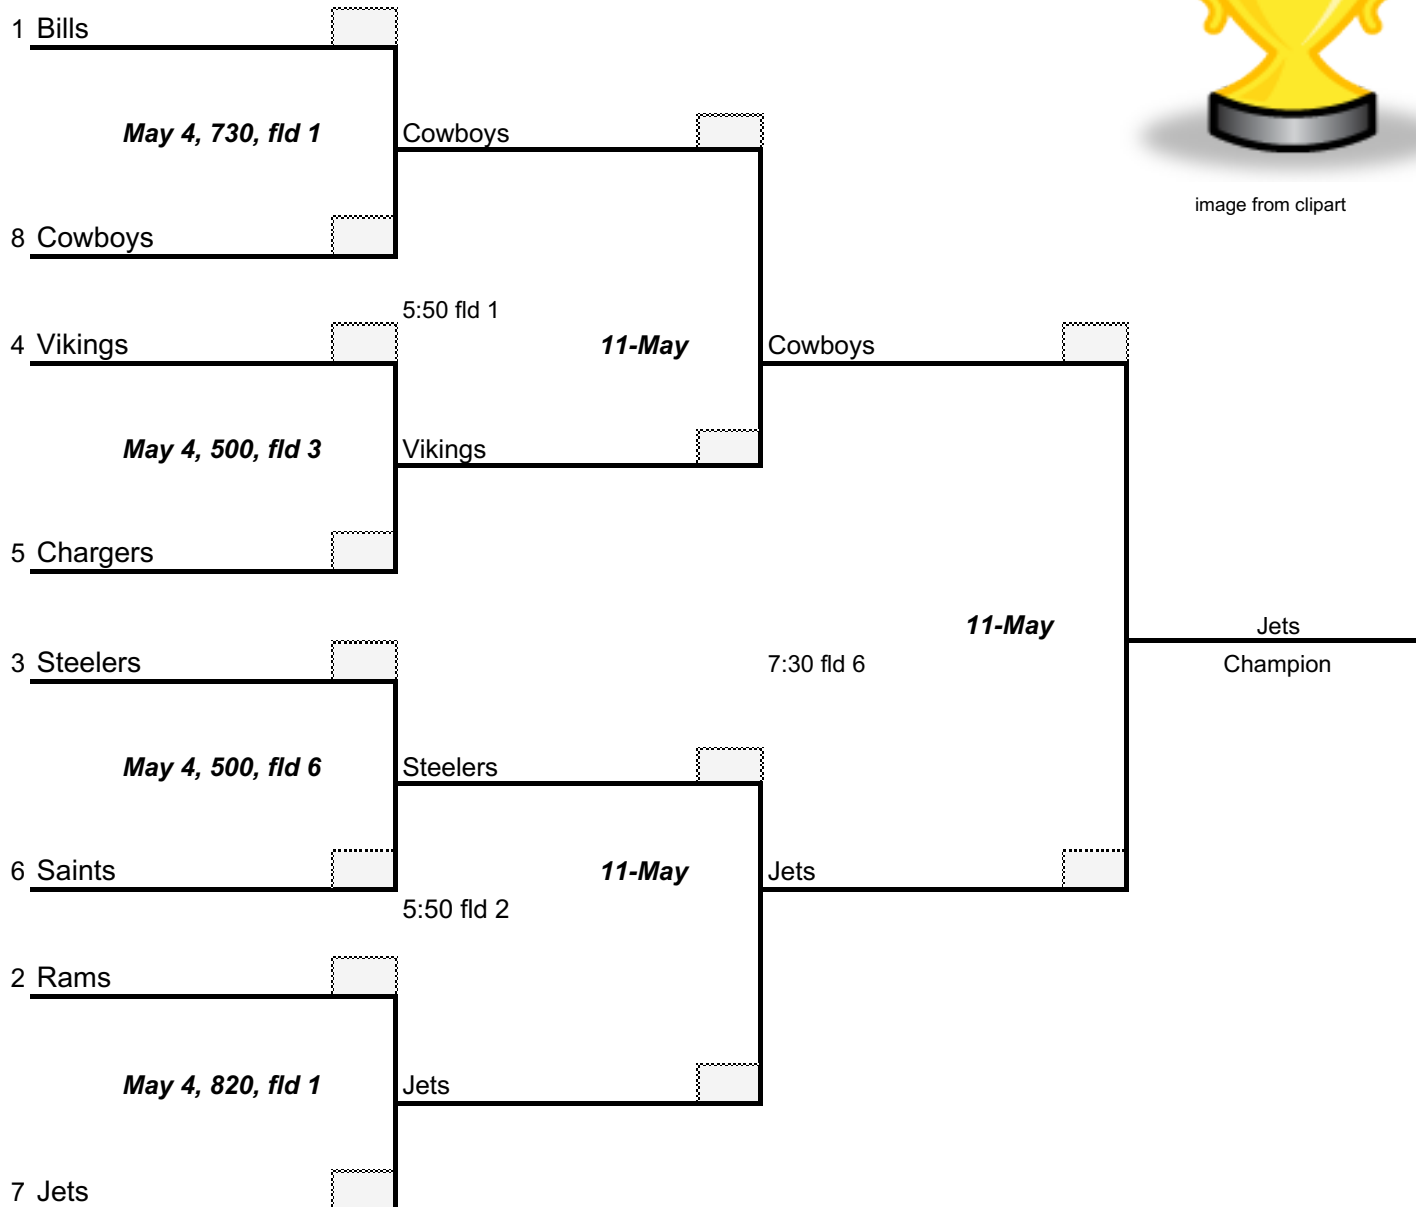 1 Bills
May 4, 730, fld 1
Cowboys
image from clipart
8 Cowboys
5:50 fld 1
4 Vikings
11-May
Cowboys
May 4, 500, fld 3
Vikings
5 Chargers
11-May
Jets
3 Steelers
7:30 fld 6
Champion
May 4, 500, fld 6
Steelers
6 Saints
11-May
Jets
5:50 fld 2
2 Rams
May 4, 820, fld 1
Jets
7 Jets